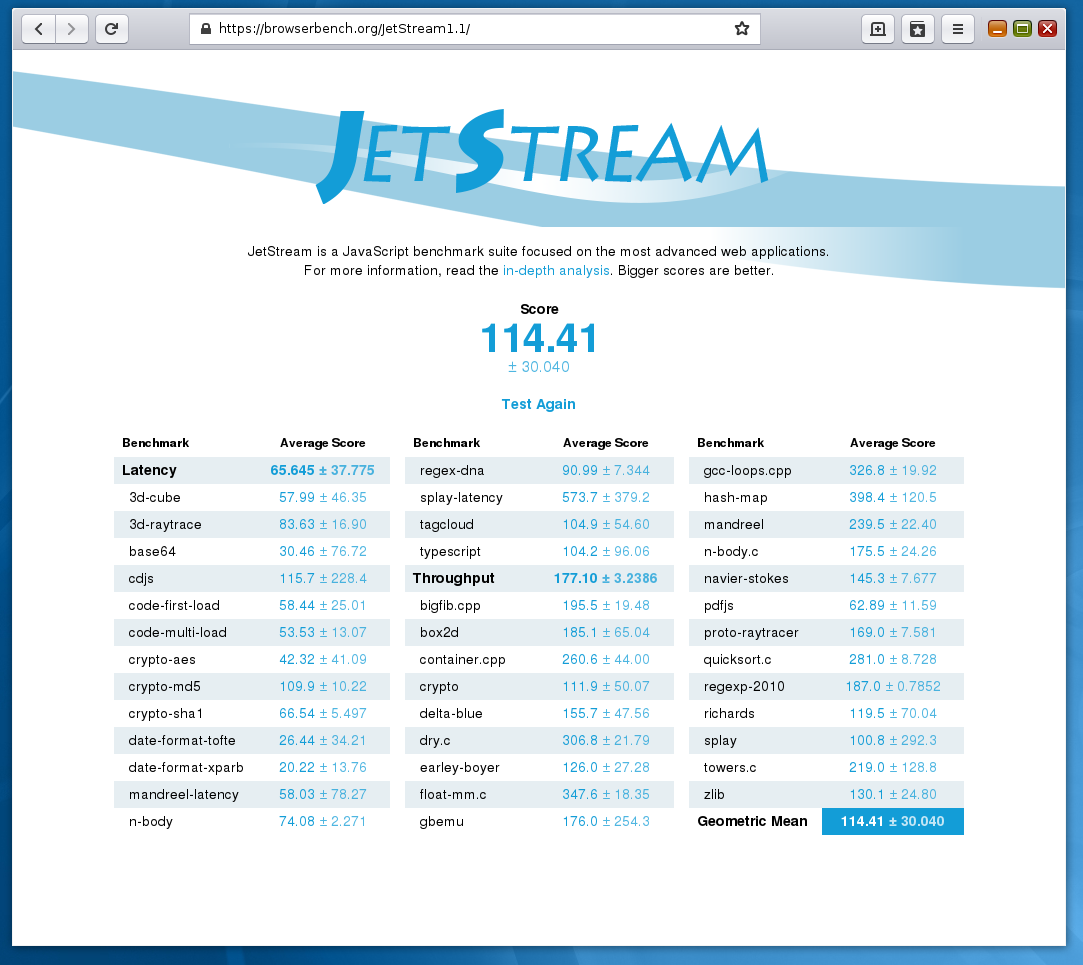 https://browserbench.org/JetStream1.1/
JETSTREAM
JetStream is a JavaScript benchmark suite focused on the most advanced web applications.
For more information, read the in-depth analysis. Bigger scores are better.
Score
114.41
± 30.040
Test Again
Benchmark Average Score
Latency 65.645 ± 37.775
3d-cube 57.99 ± 46.35
3d-raytrace 83.63 ± 16.90
base64 30.46 ± 76.72
cdjs 115.7 ± 228.4
code-first-load 58.44 ± 25.01
code-multi-load 53.53 ± 13.07
crypto-aes 42.32 ± 41.09
crypto-md5 109.9 ± 10.22
crypto-sha1 66.54 ± 5.497
date-format-tofte 26.44 ± 34.21
date-format-xparb 20.22 ± 13.76
mandreel-latency 58.03 ± 78.27
n-body 74.08 ± 2.271
Benchmark Average Score
regex-dna 90.99 ± 7.344
splay-latency 573.7 ± 379.2
tagcloud 104.9 ± 54.60
typescript 104.2 ± 96.06
Throughput 177.10 ± 3.2386
bigfib.cpp 195.5 ± 19.48
box2d 185.1 ± 65.04
container.cpp 260.6 ± 44.00
crypto 111.9 ± 50.07
delta-blue 155.7 ± 47.56
dry.c 306.8 ± 21.79
earley-boyer 126.0 ± 27.28
float-mm.c 347.6 ± 18.35
gbemu 176.0 ± 254.3
Benchmark Average Score
gcc-loops.cpp 326.8 ± 19.92
hash-map 398.4 ± 120.5
mandreel 239.5 ± 22.40
n-body.c 175.5 ± 24.26
navier-stokes 145.3 ± 7.677
pdfjs 62.89 ± 11.59
proto-raytracer 169.0 ± 7.581
quicksort.c 281.0 ± 8.728
regexp-2010 187.0 ± 0.7852
richards 119.5 ± 70.04
splay 100.8 ± 292.3
towers.c 219.0 ± 128.8
zlib 130.1 ± 24.80
Geometric Mean 114.41 ± 30.040